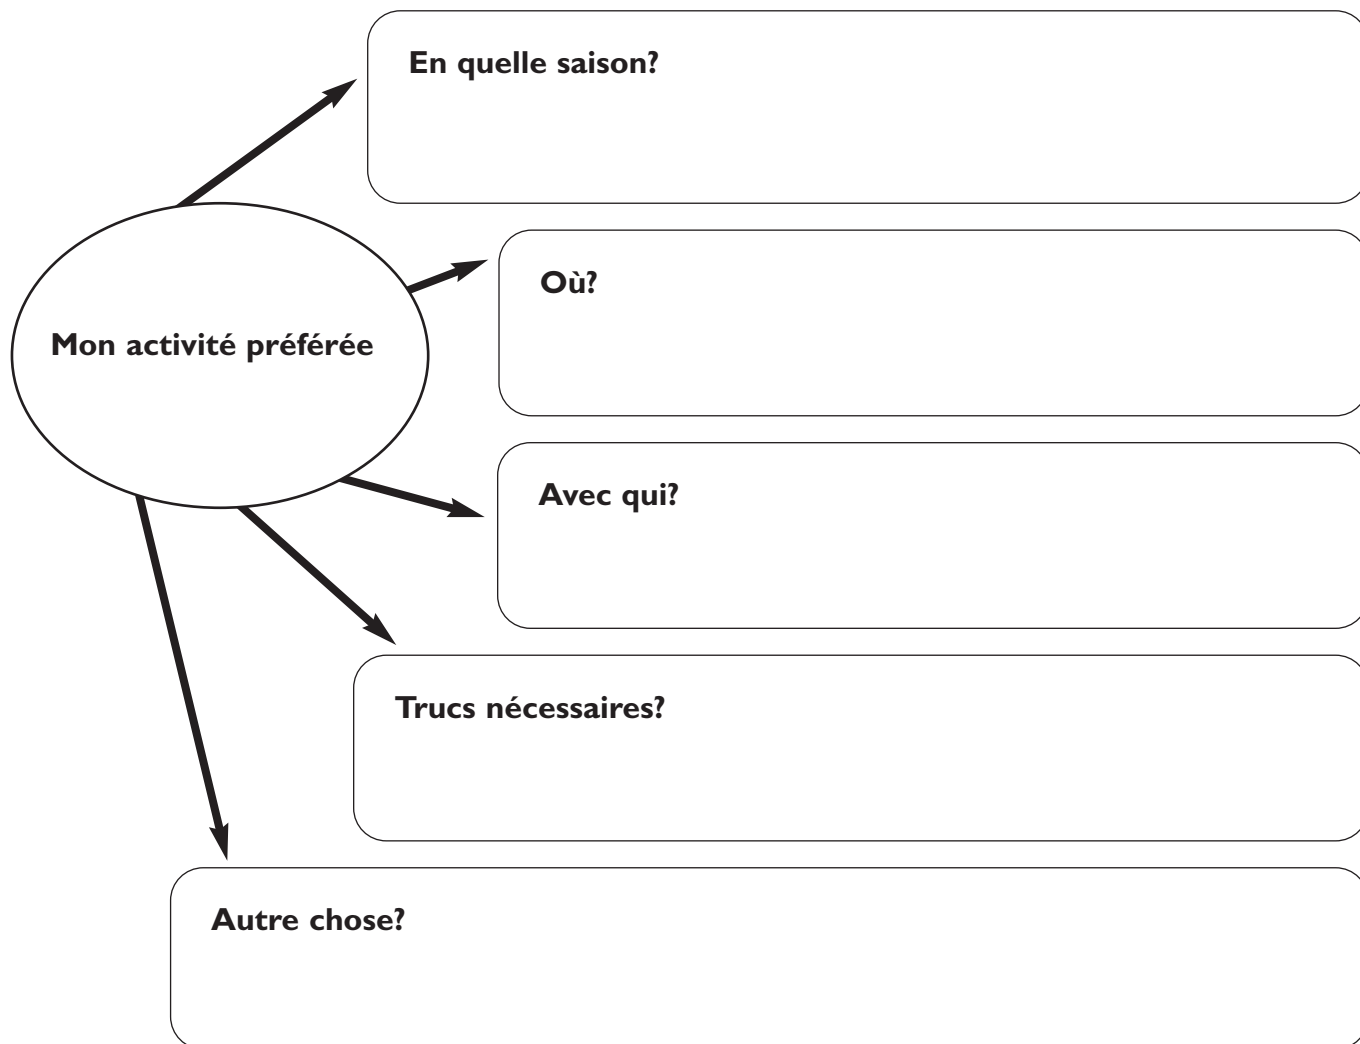 En quelle saison?
Où?
Mon activité préférée
Avec qui?
Trucs nécessaires?
Autre chose?